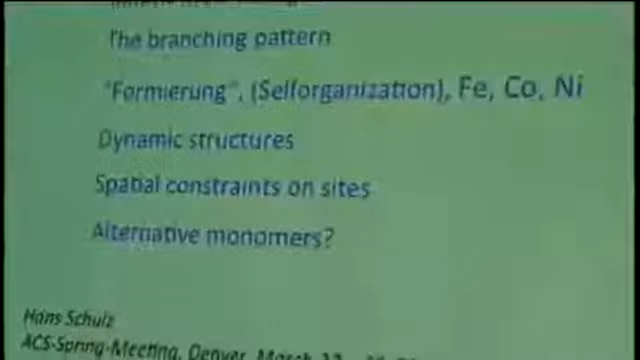 The branching pattern
"Formierung", (Selforganization), Fe, Co, Ni
Dynamic structures
Spatial constraints on sites
Alternative monomers?
Hans Schulz
ACS-Spring-Meeting, Denver, March